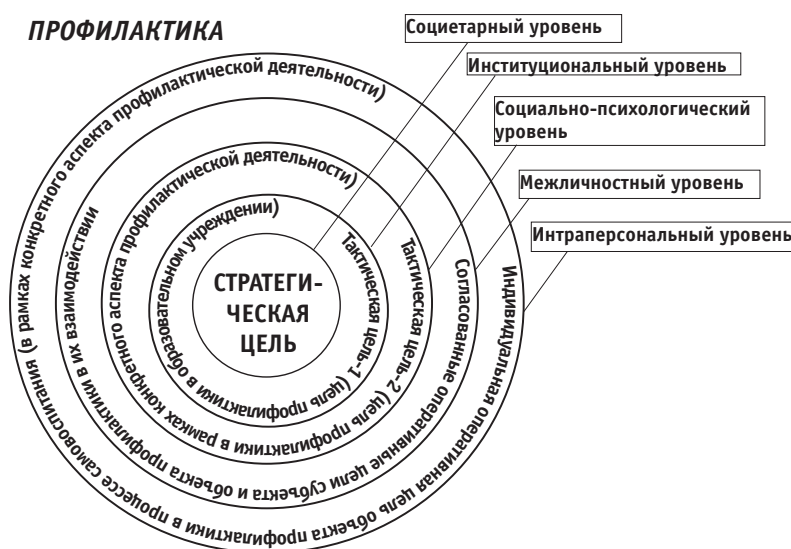 ПРОФИЛАКТИКА
Социетарный уровень
Институциональный уровень
Социально-психологический
уровень
Межличностный уровень
Интраперсональный уровень
СТРАТЕГИ-
ЧЕСКАЯ
ЦЕЛЬ
Тактическая цель-1 (цель профилактики в образовательном учреждении)
Тактическая цель-2 (цель профилактики в рамках конкретного аспекта профилактической деятельности)
Согласованные оперативные цели субъекта и объекта профилактики в их взаимодействии
Индивидуальная оперативная цель объекта профилактики в процессе самовоспитания (в рамках конкретного аспекта профилактической деятельности)